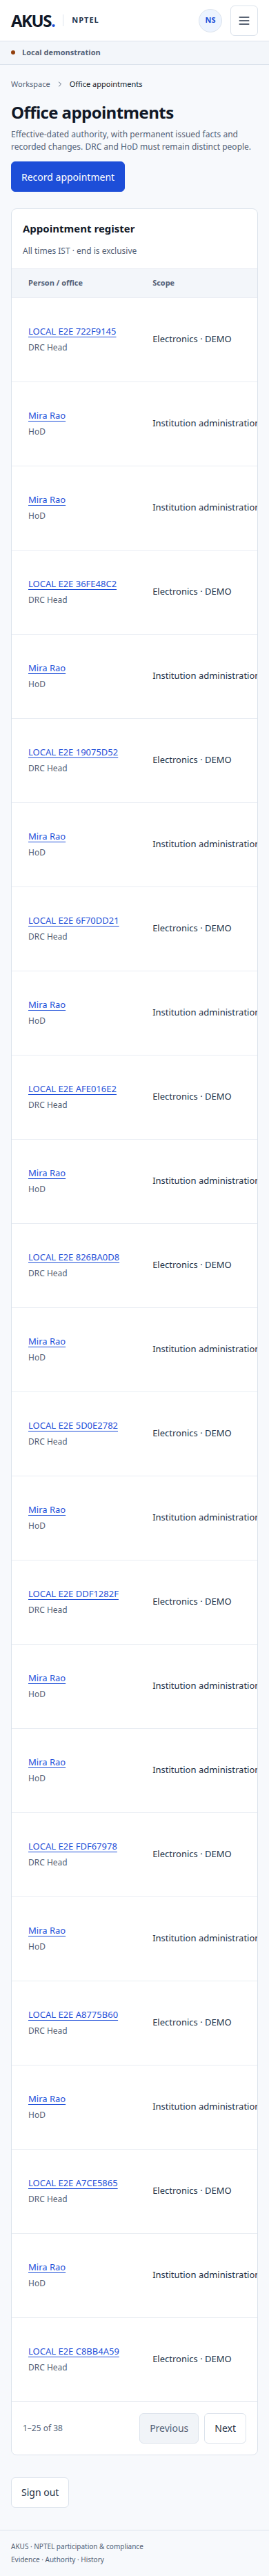 AKUS. NPTEL NS
Local demonstration
Workspace > Office appointments
Office appointments
Effective-dated authority, with permanent issued facts and
recorded changes. DRC and HoD must remain distinct people.
Record appointment
Appointment register
All times IST · end is exclusive
Person / office Scope
LOCAL E2E 722F9145
DRC Head
Electronics · DEMO
Mira Rao
HoD
Institution administration
Mira Rao
HoD
Institution administration
LOCAL E2E 36FE48C2
DRC Head
Electronics · DEMO
Mira Rao
HoD
Institution administration
LOCAL E2E 19075D52
DRC Head
Electronics · DEMO
Mira Rao
HoD
Institution administration
LOCAL E2E 6F70DD21
DRC Head
Electronics · DEMO
Mira Rao
HoD
Institution administration
LOCAL E2E AFE016E2
DRC Head
Electronics · DEMO
Mira Rao
HoD
Institution administration
LOCAL E2E 826BA0D8
DRC Head
Electronics · DEMO
Mira Rao
HoD
Institution administration
LOCAL E2E 5D0E2782
DRC Head
Electronics · DEMO
Mira Rao
HoD
Institution administration
LOCAL E2E DDF1282F
DRC Head
Electronics · DEMO
Mira Rao
HoD
Institution administration
Mira Rao
HoD
Institution administration
LOCAL E2E FDF67978
DRC Head
Electronics · DEMO
Mira Rao
HoD
Institution administration
LOCAL E2E A8775B60
DRC Head
Electronics · DEMO
Mira Rao
HoD
Institution administration
LOCAL E2E A7CE5865
DRC Head
Electronics · DEMO
Mira Rao
HoD
Institution administration
LOCAL E2E C8BB4A59
DRC Head
Electronics · DEMO
1–25 of 38 Previous Next
Sign out
AKUS · NPTEL participation & compliance
Evidence · Authority · History